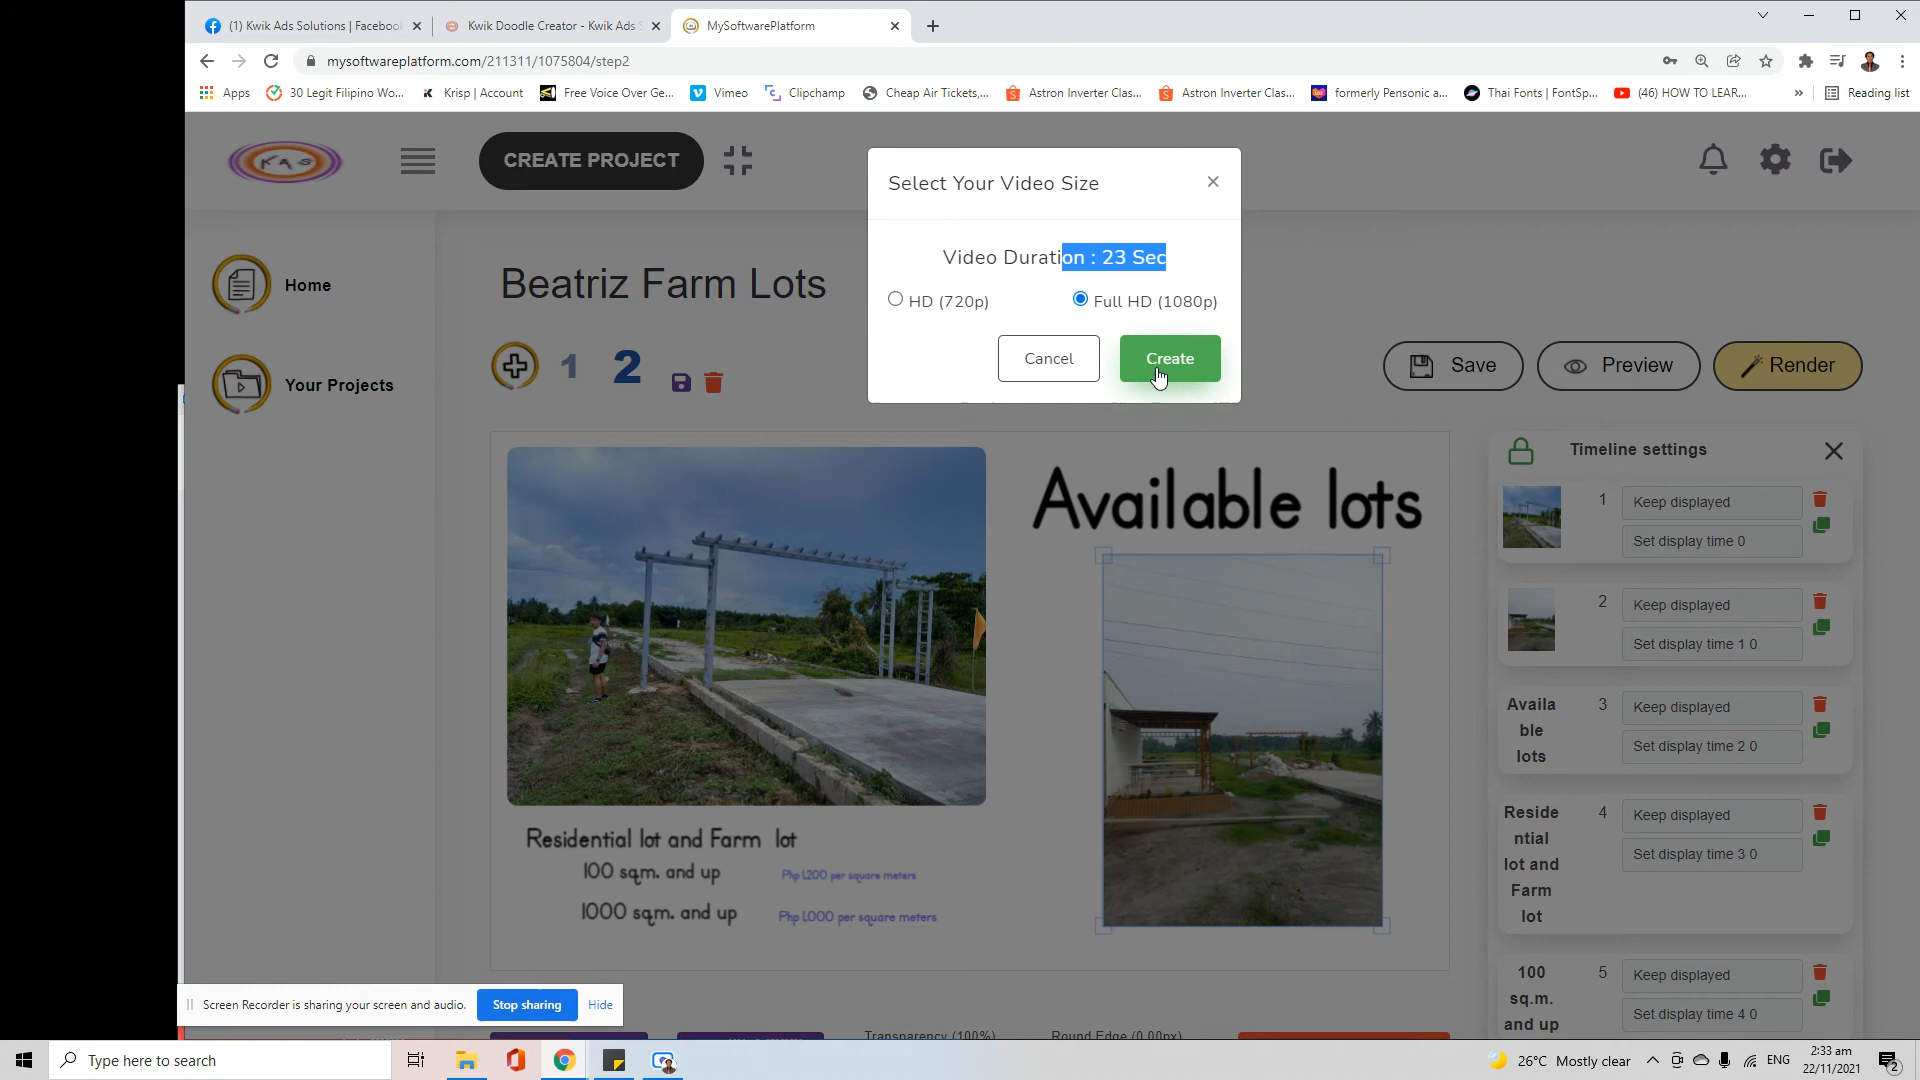 (1) Kwik Ads Solutions | Facebook
Kwik Doodle Creator - Kwik Ads S
MySoftwarePlatform
mysoftwareplatform.com/211311/1075804/step2
Apps
30 Legit Filipino Wo...
Krisp | Account
Free Voice Over Ge...
Vimeo
Clipchamp
Cheap Air Tickets,...
Astron Inverter Clas...
Astron Inverter Clas...
formerly Pensonic a...
Thai Fonts | FontSp...
(46) HOW TO LEAR...
»
Reading list
KAS
CREATE PROJECT
Select Your Video Size
×
Video Duration : 23 Sec
HD (720p)
Full HD (1080p)
Cancel
Create
Home
Your Projects
Beatriz Farm Lots
1
2
Save
Preview
Render
Available lots
Residential lot and Farm lot
100 sq.m. and up
Php 1,200 per square meters
1000 sq.m. and up
Php 1,000 per square meters
Timeline settings
1
Keep displayed
Set display time 0
2
Keep displayed
Set display time 1 0
Availa
ble
lots
3
Keep displayed
Set display time 2 0
Reside
ntial
lot and
Farm
lot
4
Keep displayed
Set display time 3 0
100
sq.m.
and up
5
Keep displayed
Set display time 4 0
Screen Recorder is sharing your screen and audio.
Stop sharing
Hide
Transparency (100%)
Round Edge (0.00px)
Type here to search
26°C Mostly clear
ENG
2:33 am
22/11/2021
2